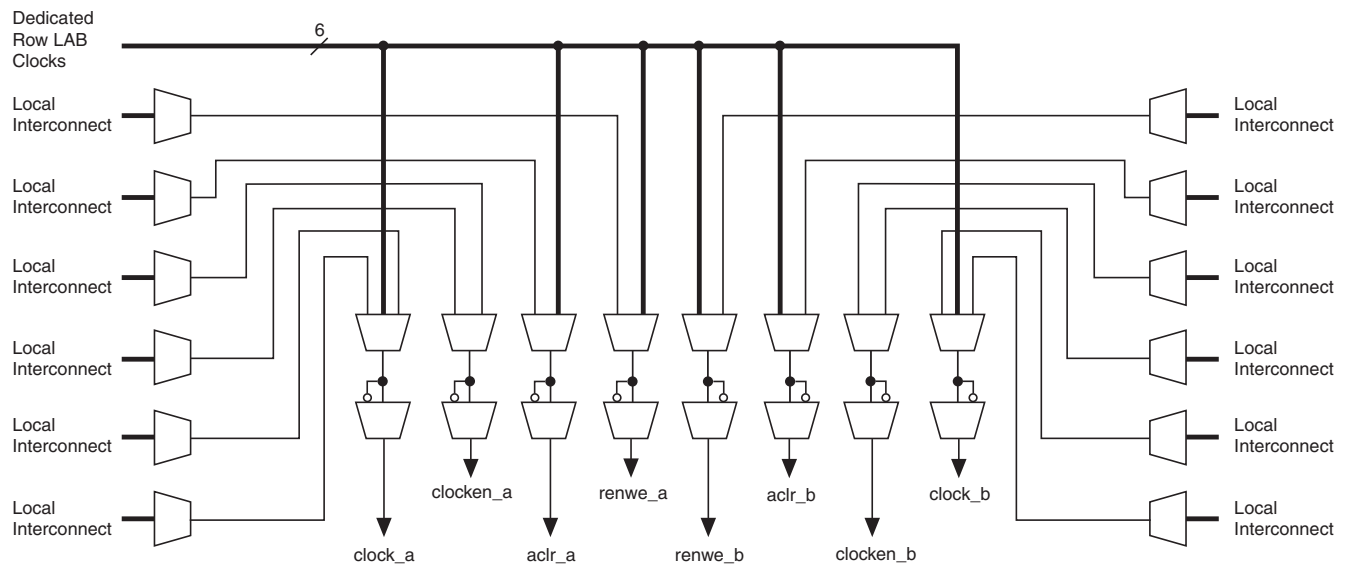 Dedicated
Row LAB
Clocks
6
Local
Interconnect
Local
Interconnect
Local
Interconnect
Local
Interconnect
Local
Interconnect
Local
Interconnect
Local
Interconnect
Local
Interconnect
Local
Interconnect
Local
Interconnect
Local
Interconnect
Local
Interconnect
clocken_a
renwe_a
aclr_b
clock_b
clock_a
aclr_a
renwe_b
clocken_b